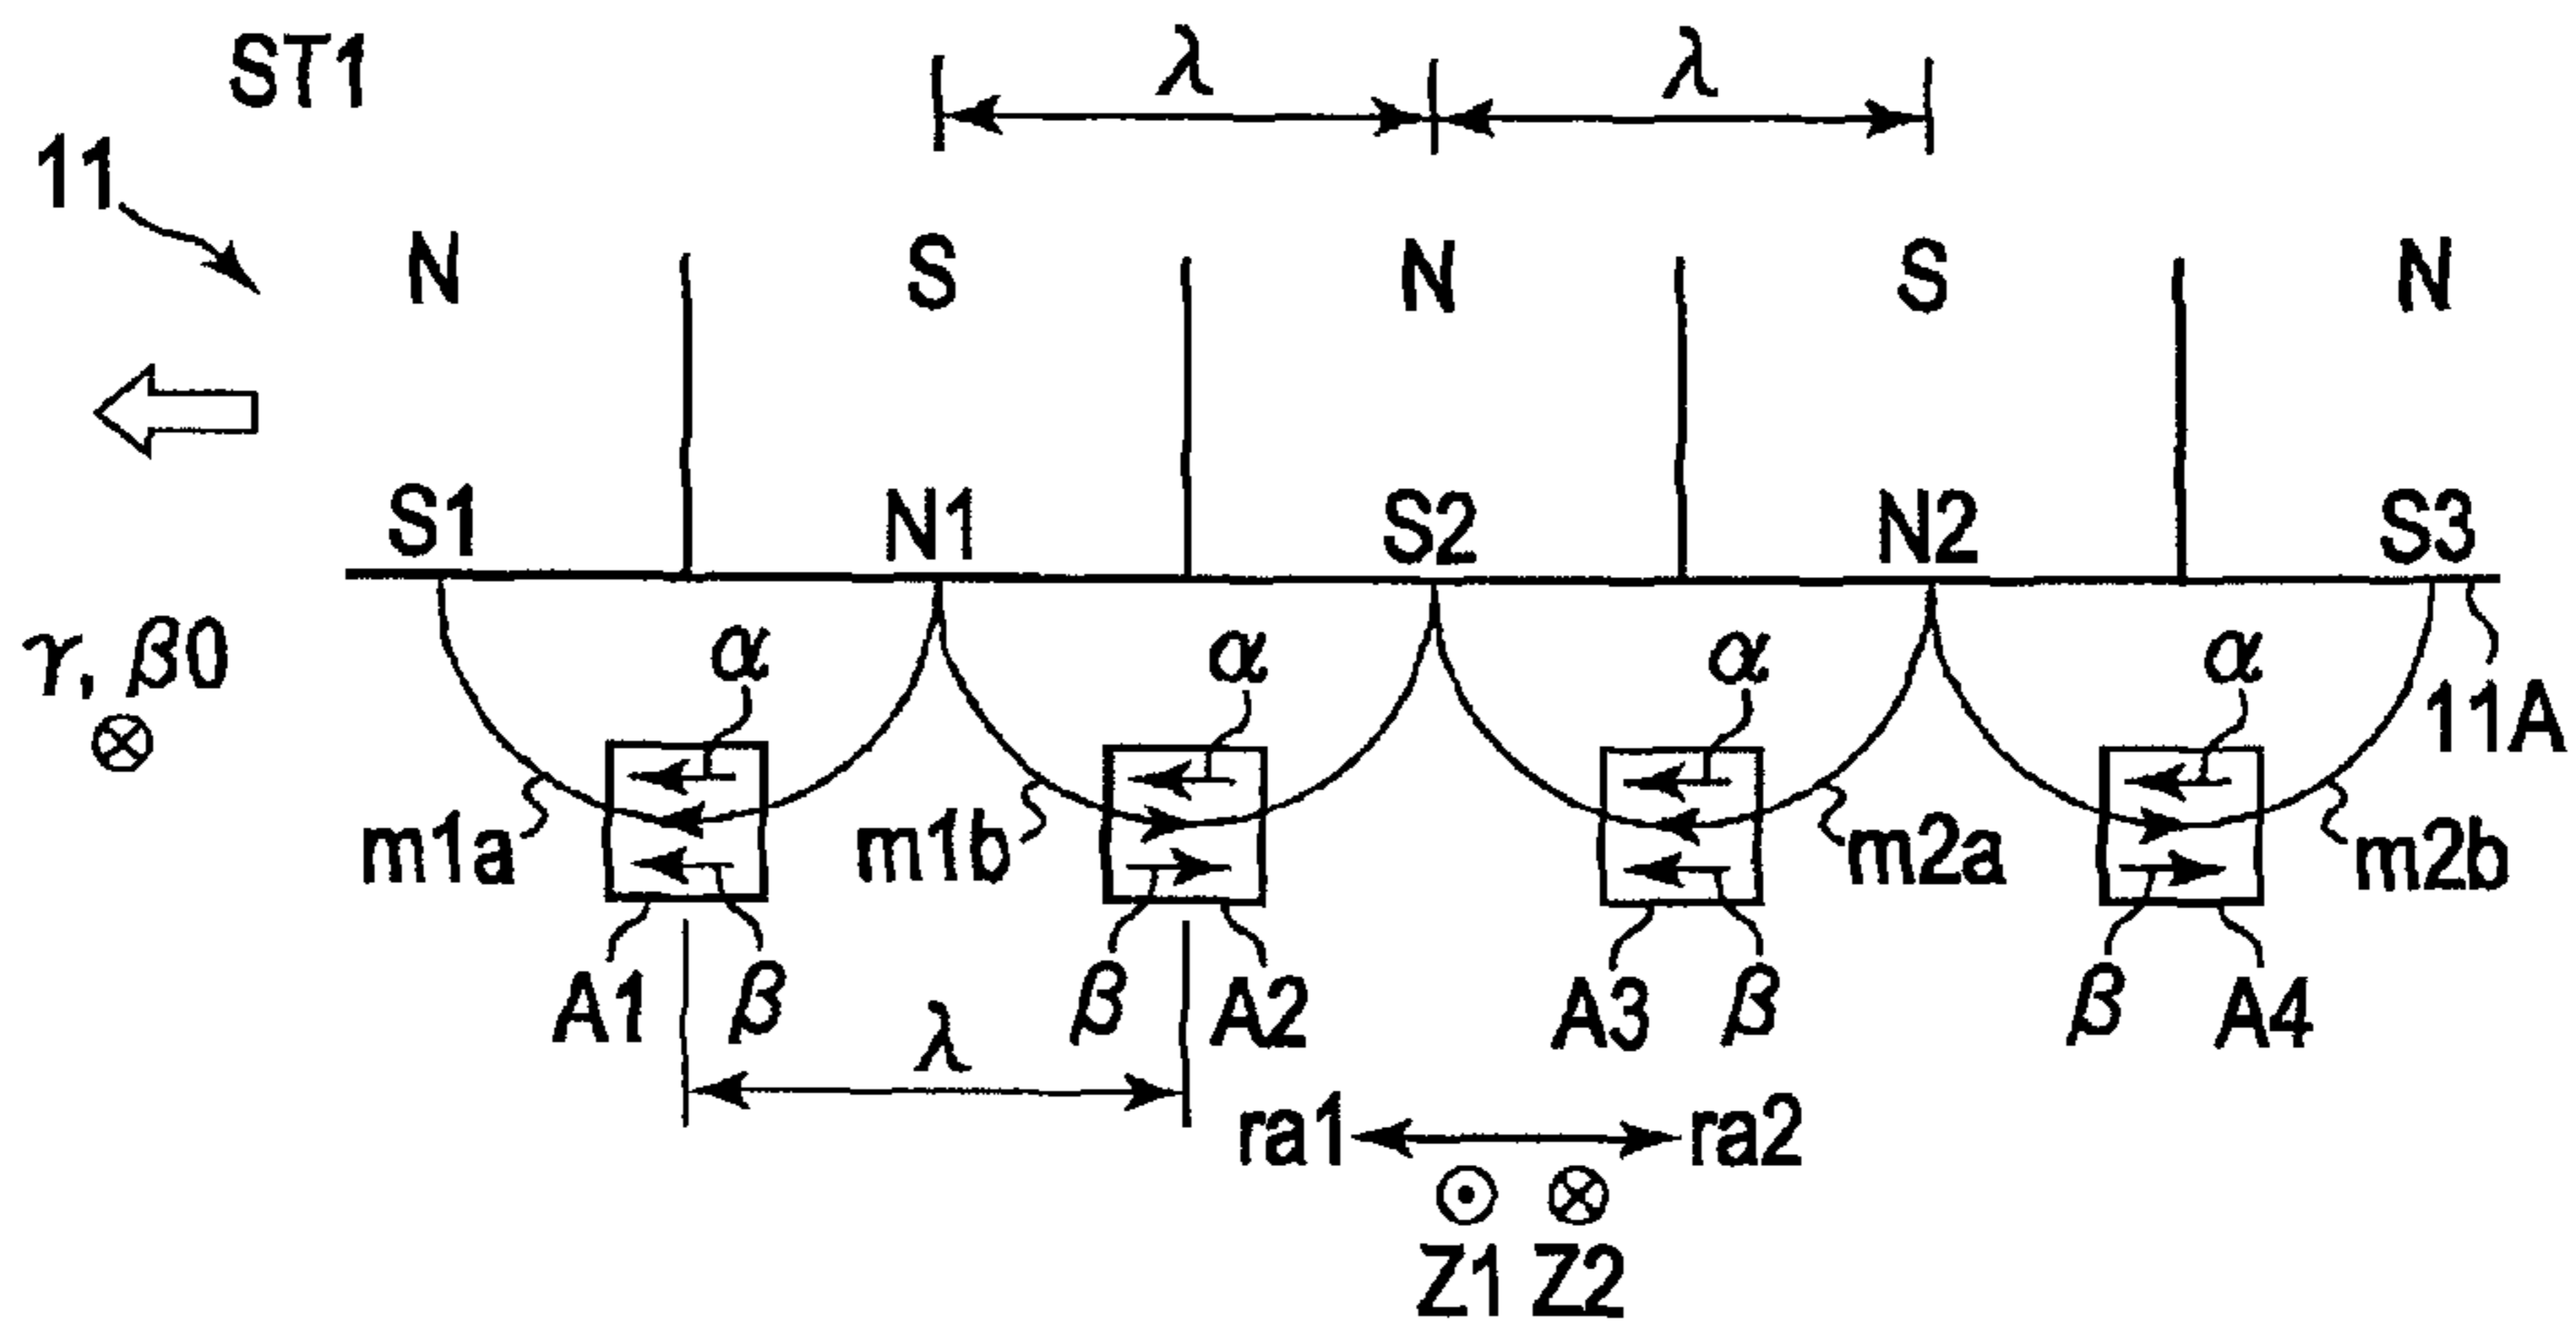 ST1 λ λ
11
N S N S N
S1 N1 S2 N2 S3
γ, β0 α α α α
11A
m1a m1b m2a m2b
A1 β β A2 A3 β β A4
λ
ra1 ra2
Z1 Z2